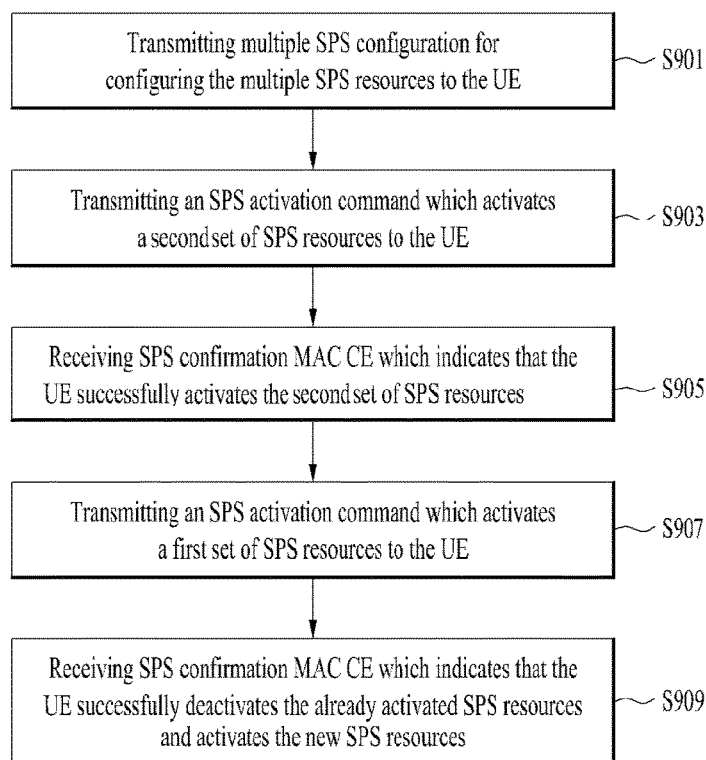 Transmitting multiple SPS configuration for
configuring the multiple SPS resources to the UE
S901
Transmitting an SPS activation command which activates
a second set of SPS resources to the UE
S903
Receiving SPS confirmation MAC CE which indicates that the
UE successfully activates the second set of SPS resources
S905
Transmitting an SPS activation command which activates
a first set of SPS resources to the UE
S907
Receiving SPS confirmation MAC CE which indicates that the
UE successfully deactivates the already activated SPS resources
and activates the new SPS resources
S909